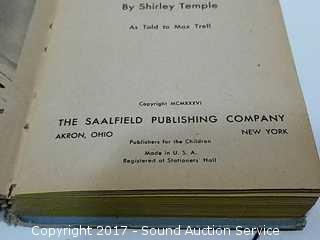 By Shirley Temple
As Told to Max Trell
Copyright MCMXXXVI
THE SAALFIELD PUBLISHING COMPANY
AKRON, OHIO NEW YORK
Publishers for the Children
Made in U. S. A.
Registered at Stationers' Hall
Copyright 2017 - Sound Auction Service